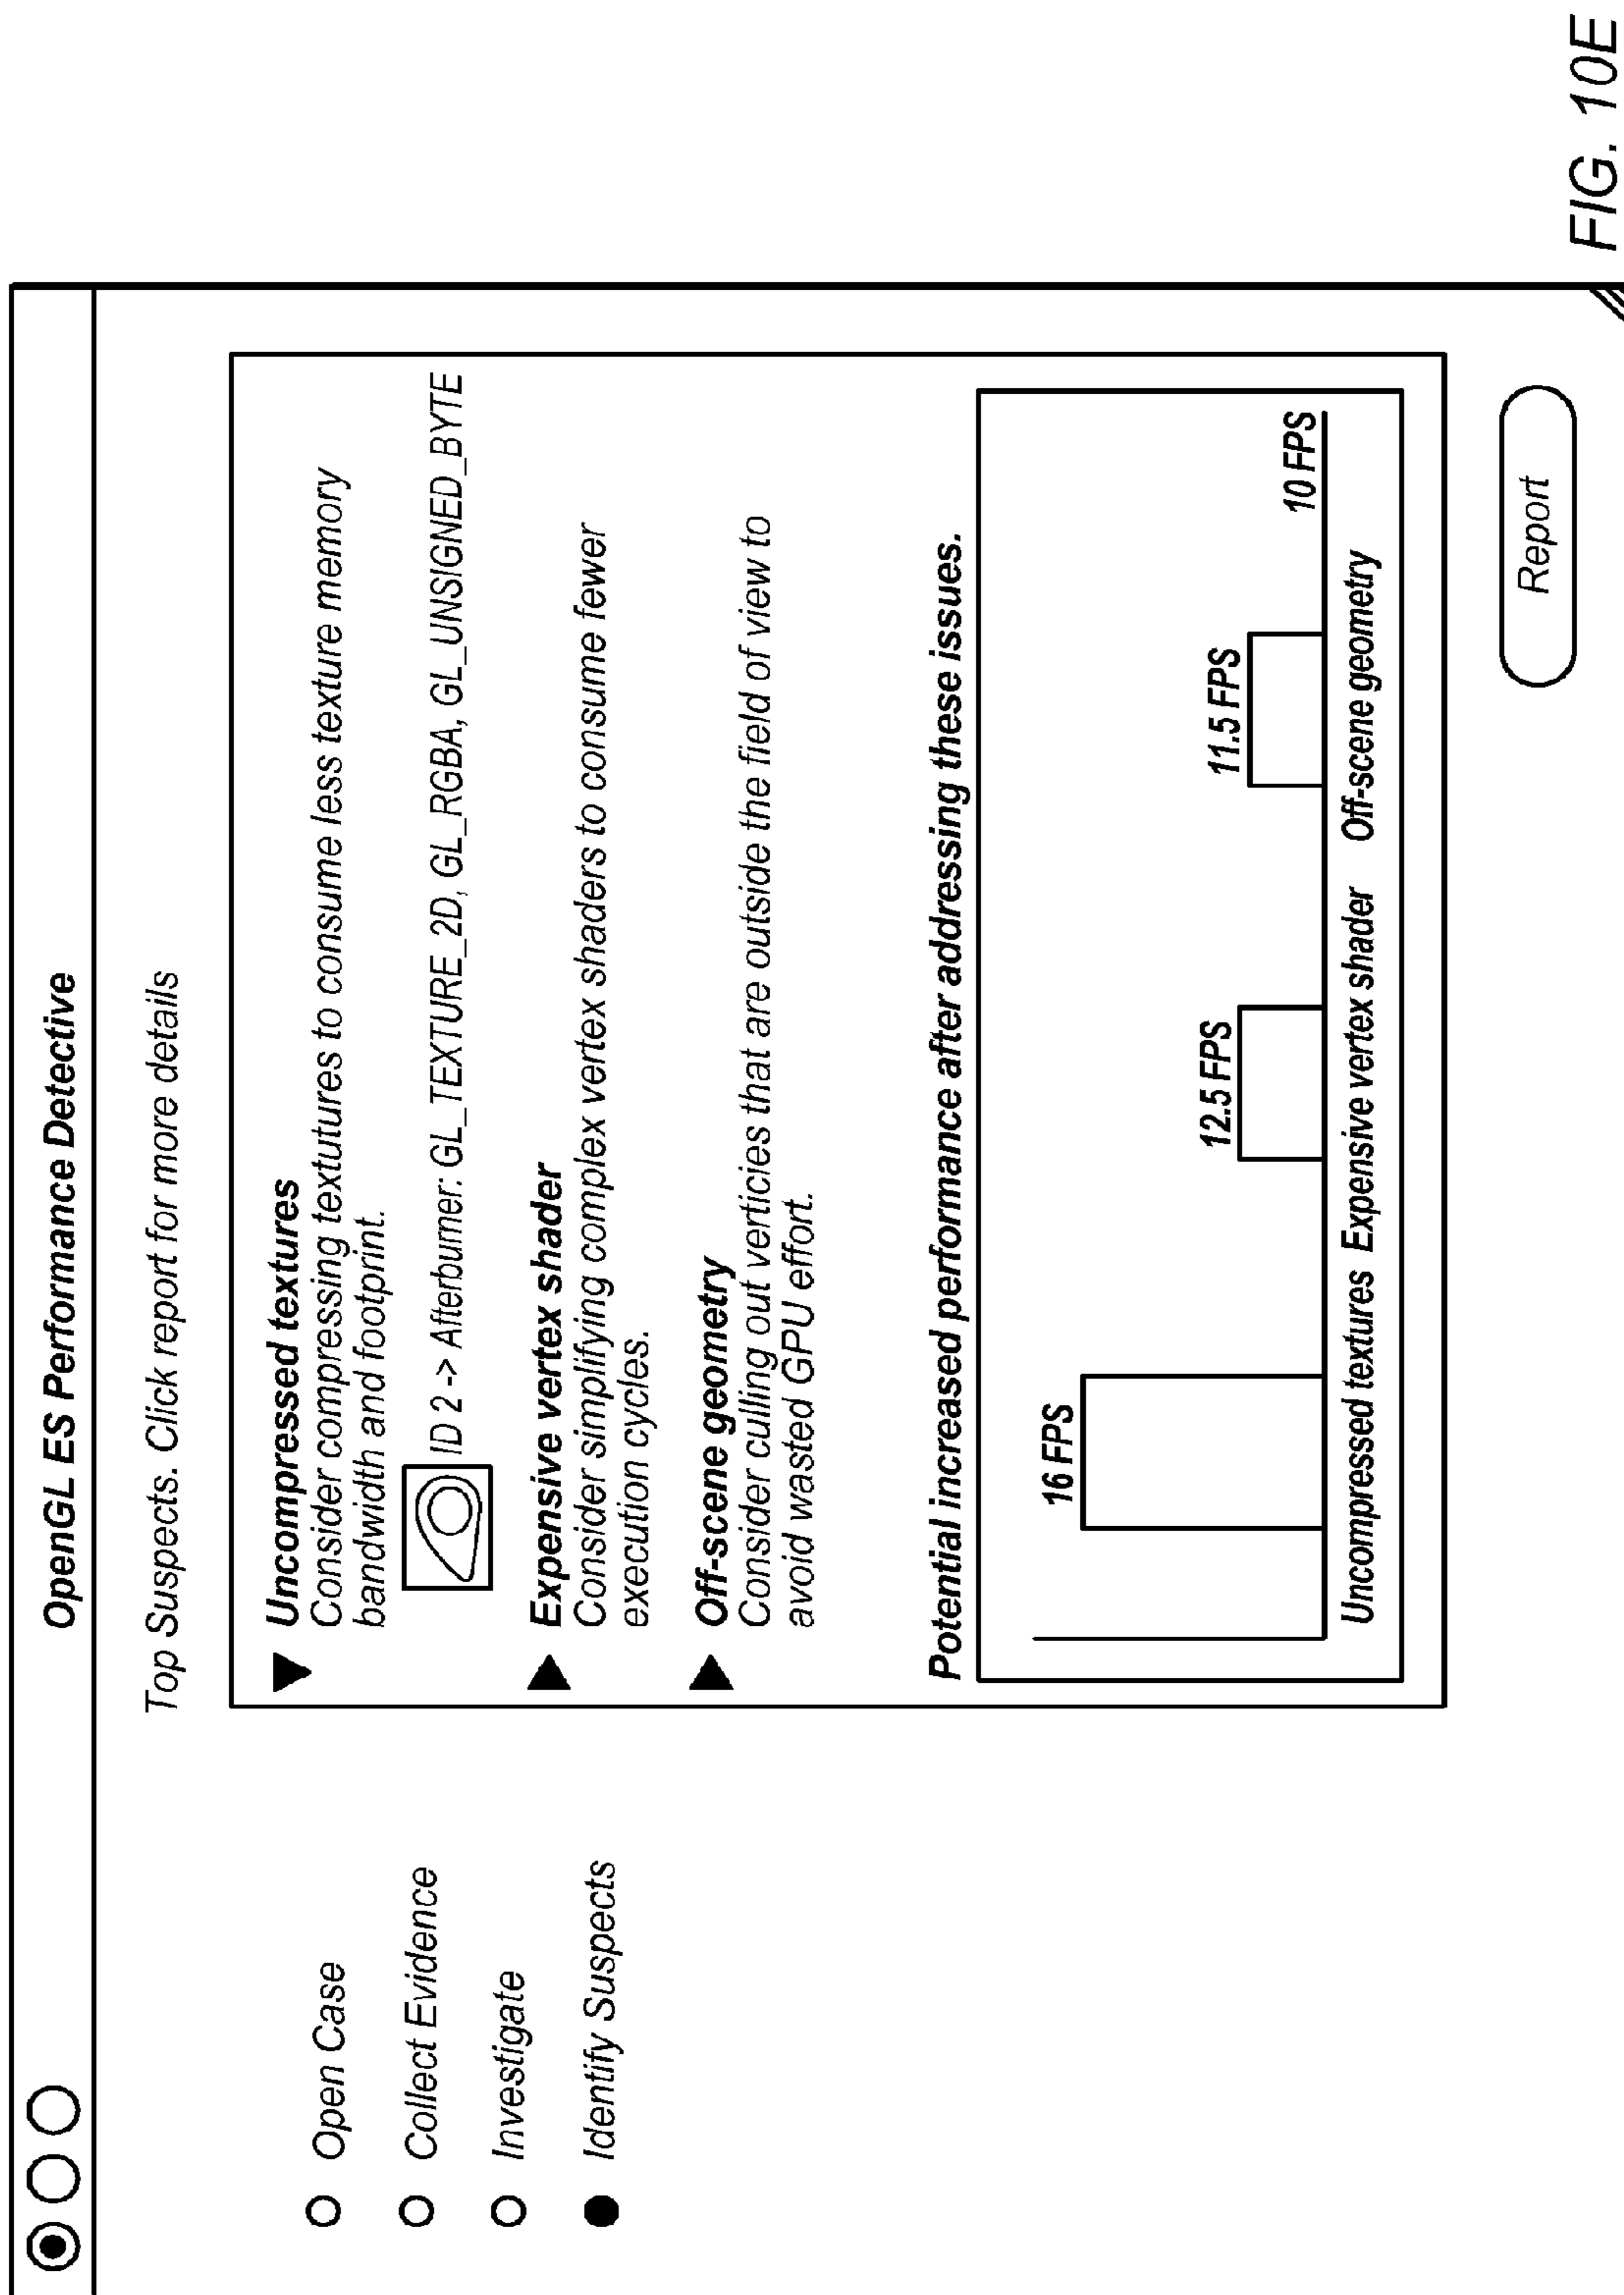 OpenGL ES Performance Detective
Top Suspects. Click report for more details
Open Case
Collect Evidence
Investigate
Identify Suspects
Uncompressed textures
Consider compressing textutures to consume less texture memory
bandwidth and footprint.
ID 2 -> Afterburner: GL_TEXTURE_2D, GL_RGBA, GL_UNSIGNED_BYTE
Expensive vertex shader
Consider simplifying complex vertex shaders to consume fewer
execution cycles.
Off-scene geometry
Consider culling out verticies that are outside the field of view to
avoid wasted GPU effort.
Potential increased performance after addressing these issues.
16 FPS
12.5 FPS
11.5 FPS
10 FPS
Uncompressed textures Expensive vertex shader Off-scene geometry
Report
FIG. 10E